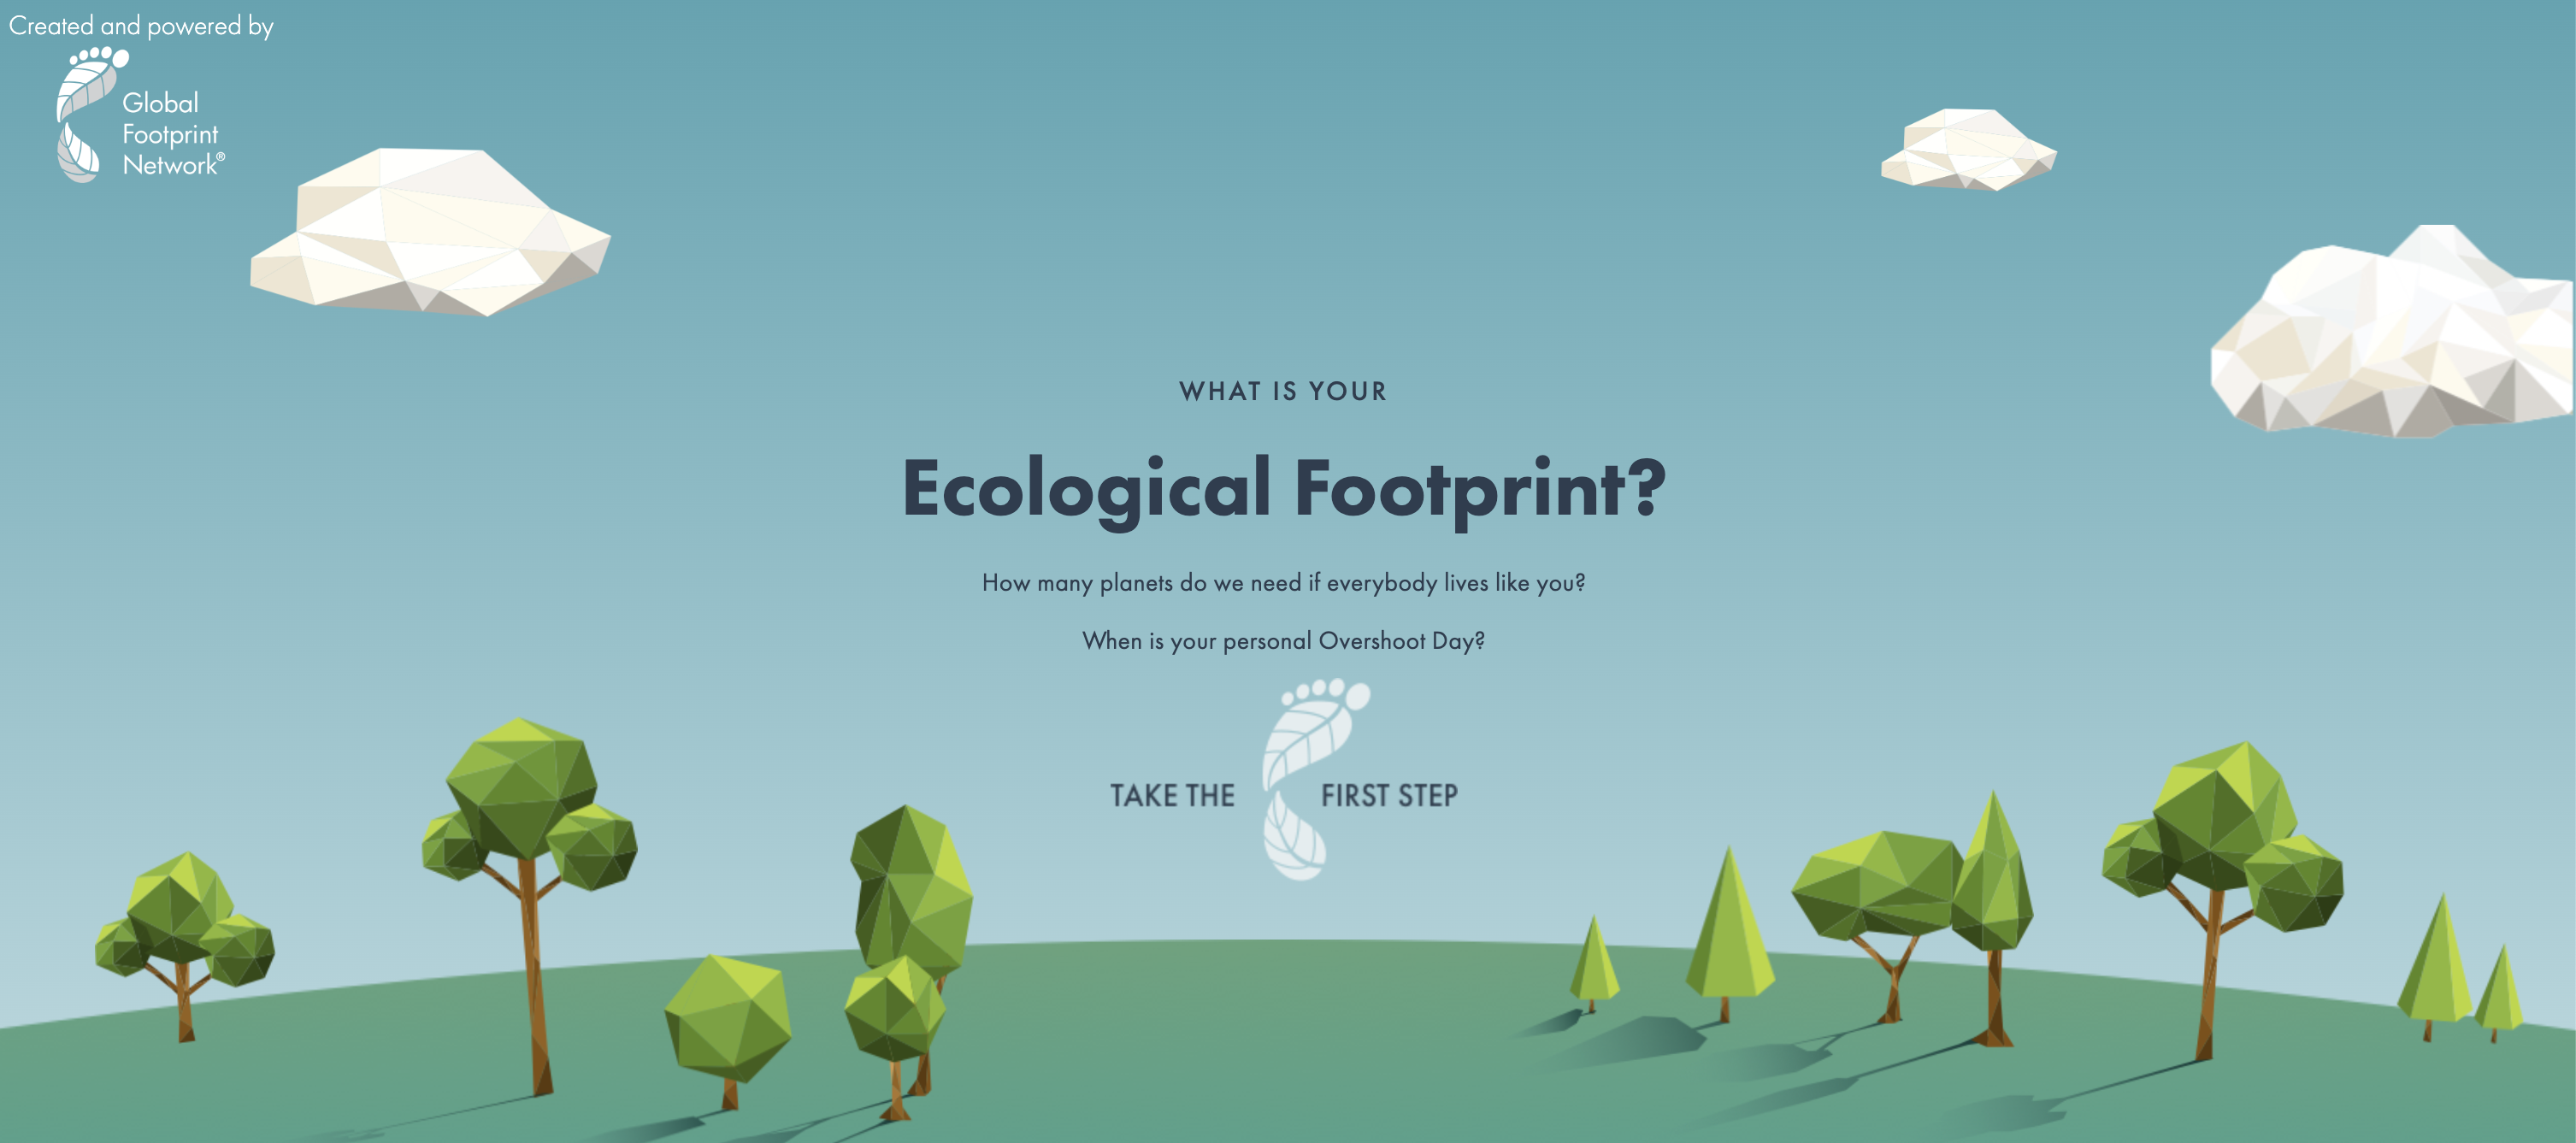 Created and powered by
Global
Footprint
Network®
WHAT IS YOUR
Ecological Footprint?
How many planets do we need if everybody lives like you?
When is your personal Overshoot Day?
TAKE THE FIRST STEP